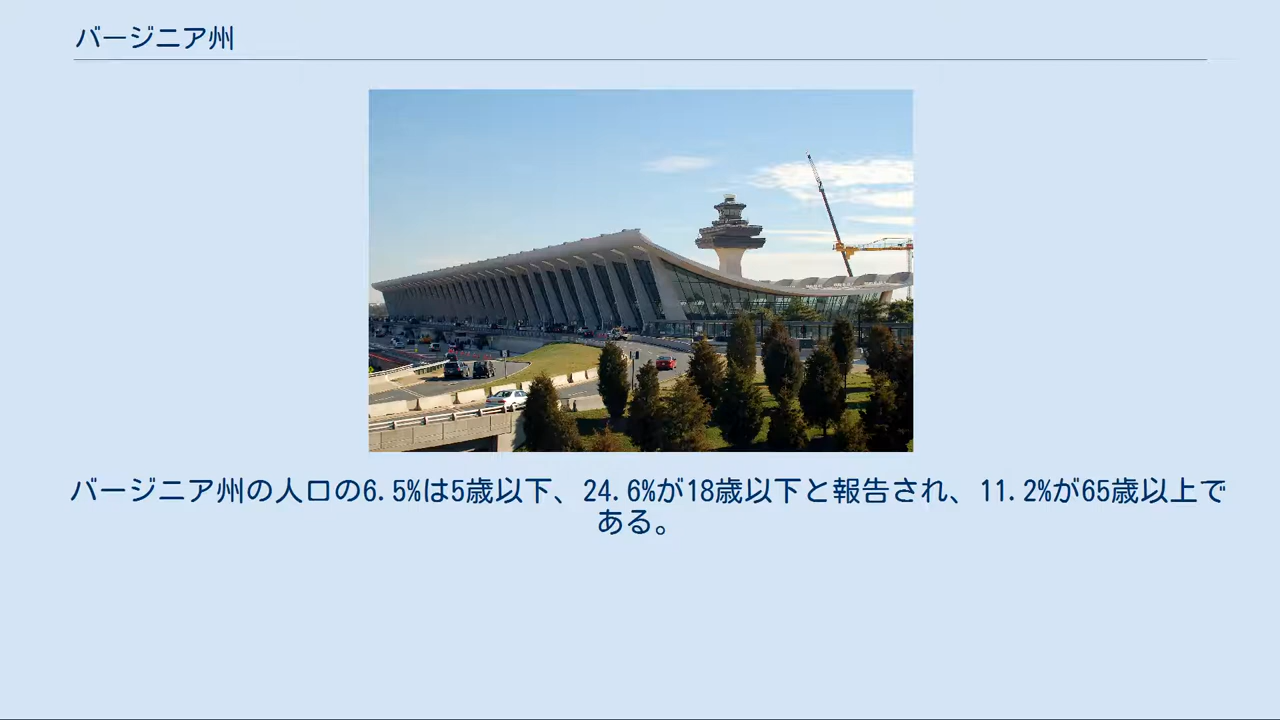 バージニア州
バージニア州の人口の6.5%は5歳以下、24.6%が18歳以下と報告され、11.2%が65歳以上で
ある。